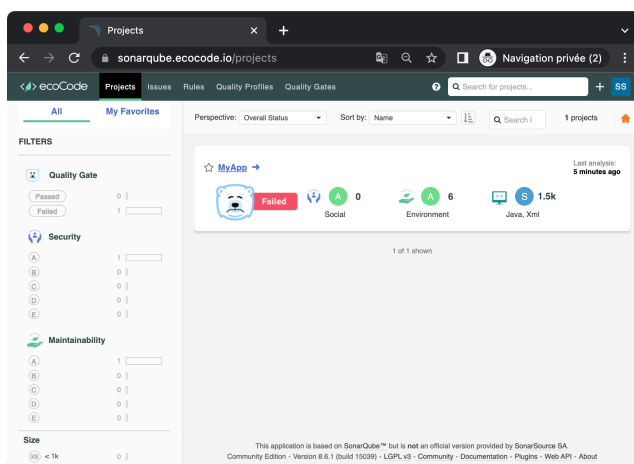 Projects
sonarqube.ecocode.io/projects
Navigation privée (2)
ecoCode Projects Issues Rules Quality Profiles Quality Gates ? Search for projects... + SS
All My Favorites
Perspective: Overall Status Sort by: Name Search 1 projects
FILTERS
Quality Gate
Passed 0
Failed 1
Security
A 1
B 0
C 0
D 0
E 0
Maintainability
A 1
B 0
C 0
D 0
E 0
Size
XS < 1k 0
MyApp
Last analysis:
5 minutes ago
Failed
A 0
Social
A 6
Environment
S 1.5k
Java, Xml
1 of 1 shown
This application is based on SonarQube™ but is not an official version provided by SonarSource SA.
Community Edition - Version 8.6.1 (build 15039) - LGPL v3 - Community - Documentation - Plugins - Web API - About